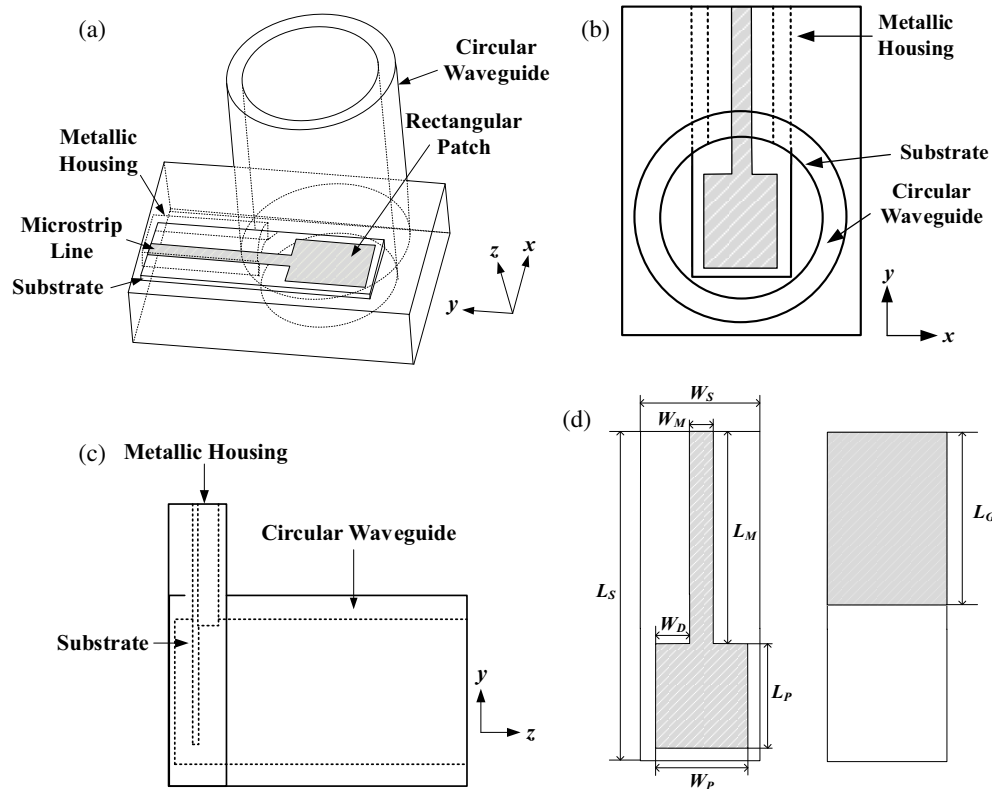 (a)
Circular
Waveguide
Rectangular
Patch
Metallic
Housing
Microstrip
Line
Substrate
z
x
y
(b)
Metallic
Housing
Substrate
Circular
Waveguide
y
x
(c)
Metallic Housing
Circular Waveguide
Substrate
y
z
(d)
W_S
W_M
L_M
L_S
W_D
L_P
W_P
L_G